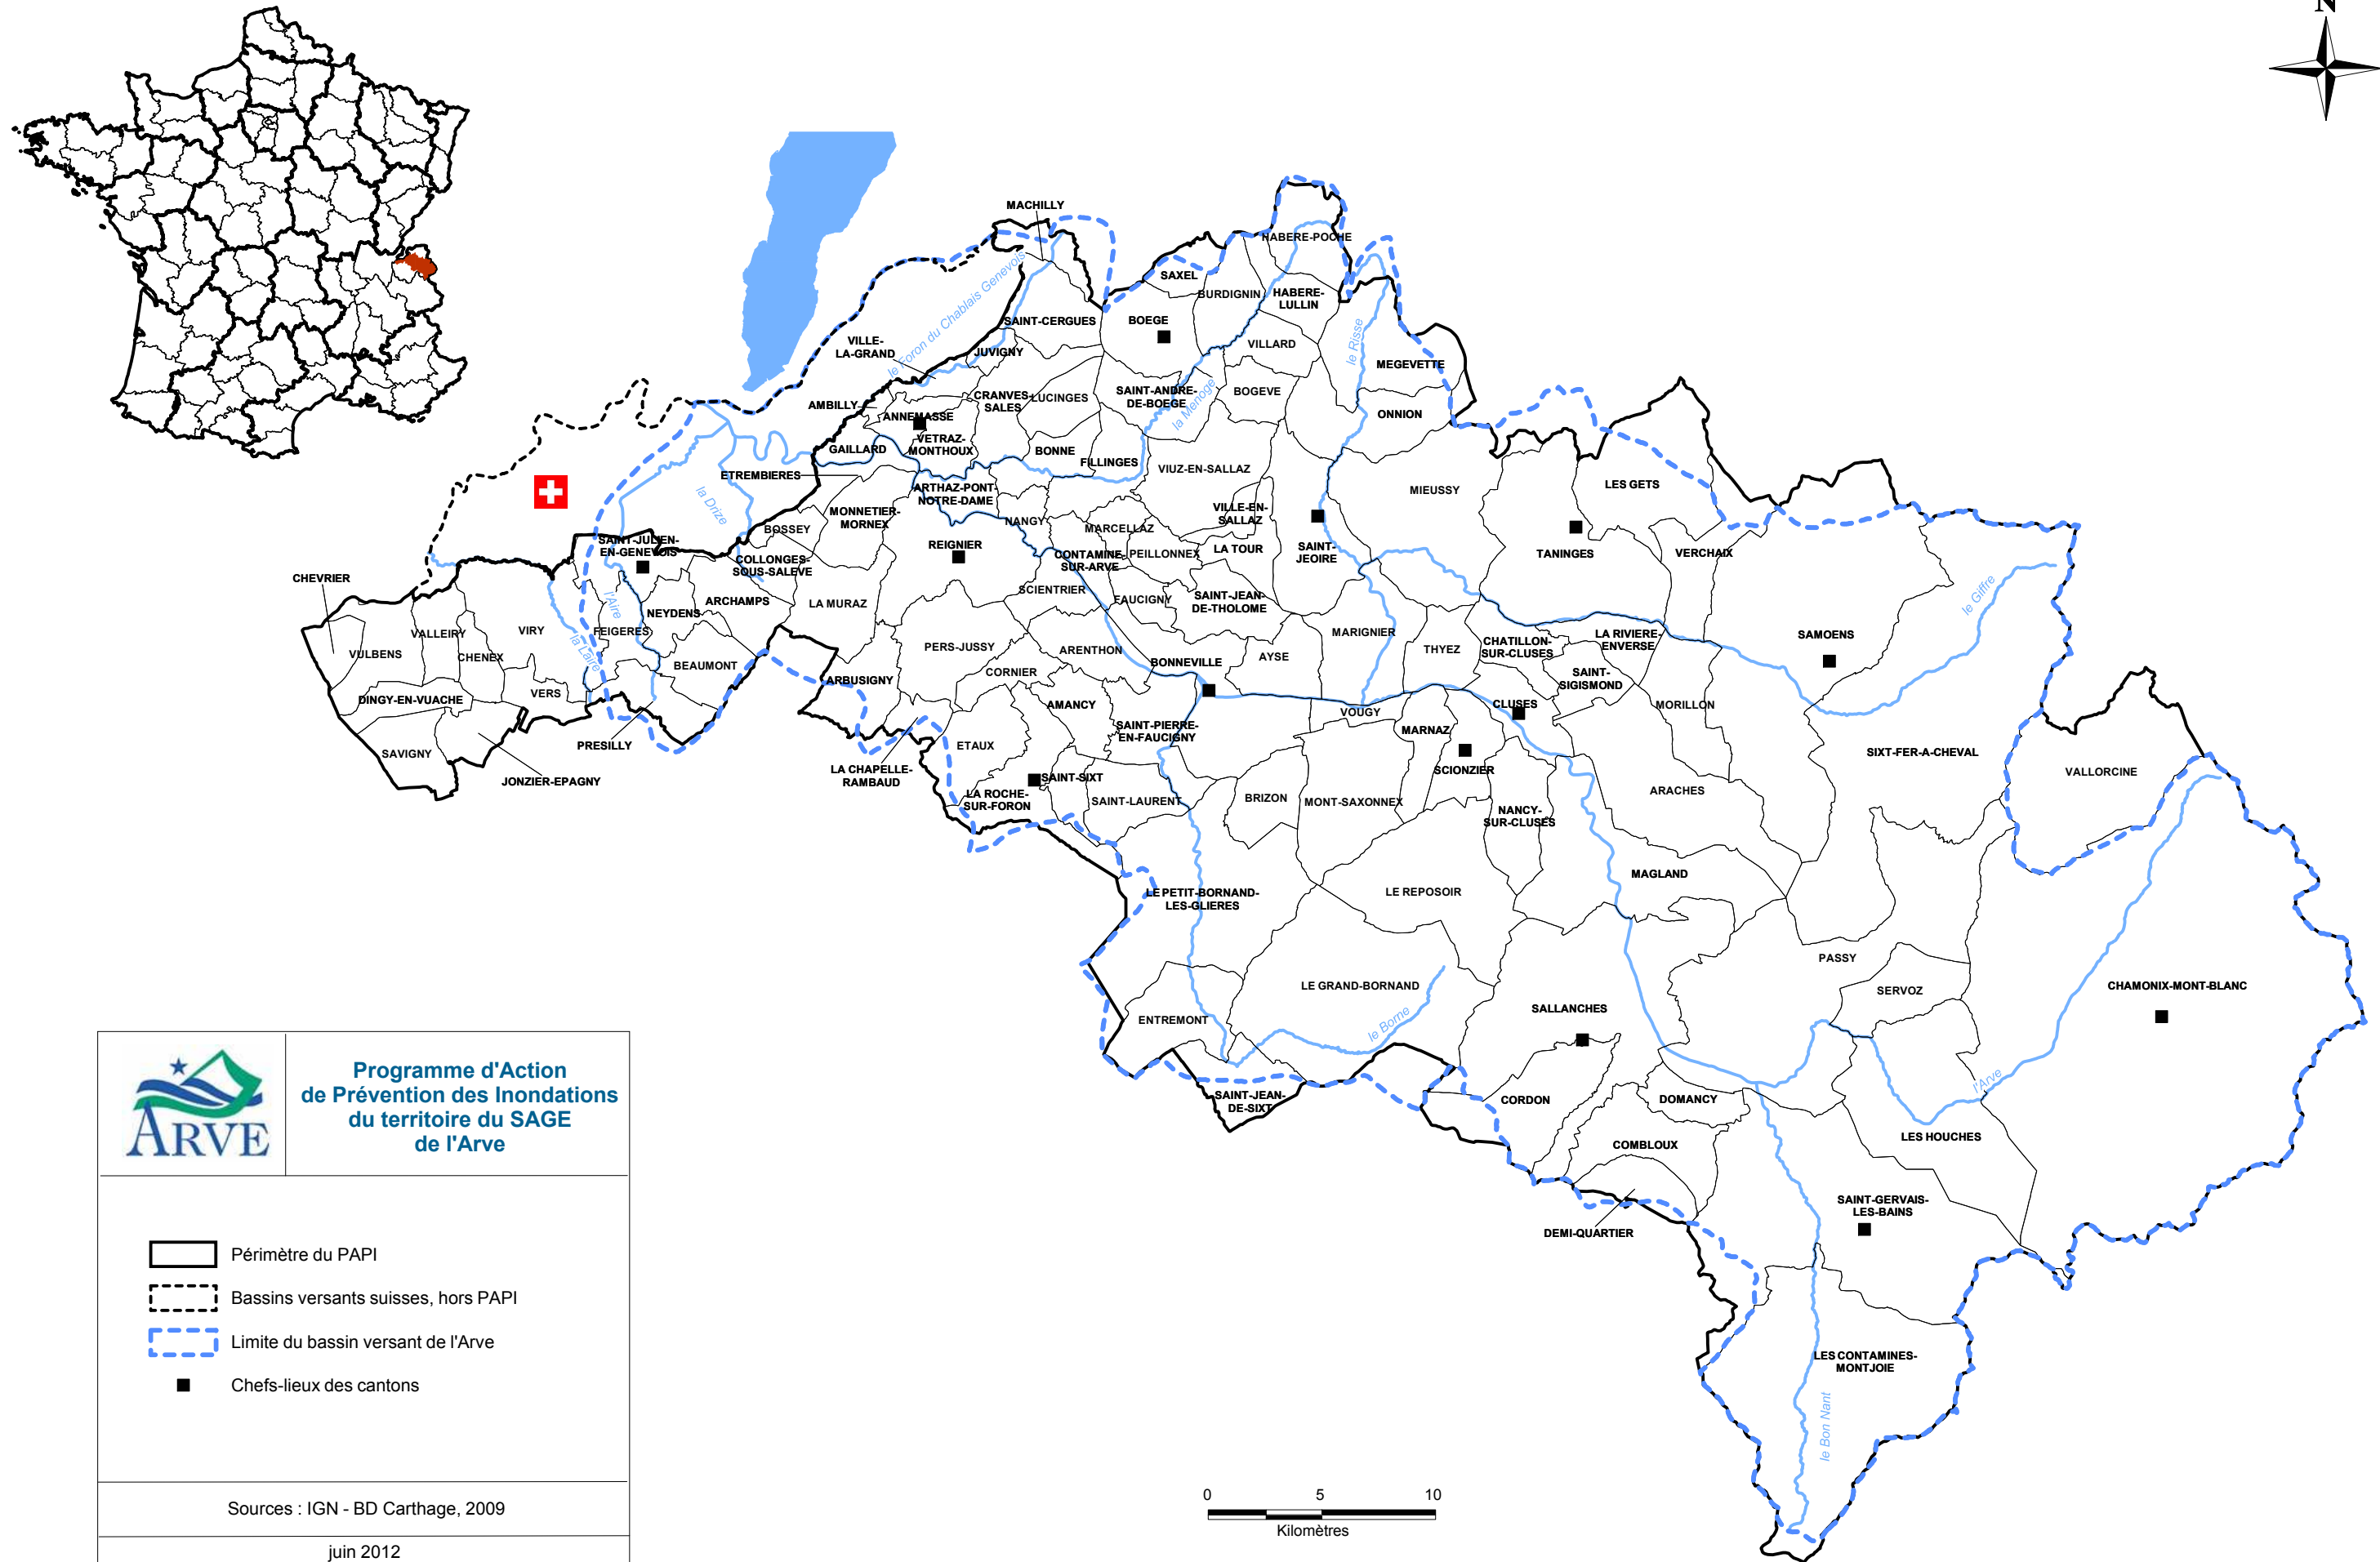 N
MACHILLY
HABERE-POCHE
SAXEL
BURDIGNIN
HABERE-
LULLIN
le Foron du Chablais Genevois
SAINT-CERGUES
BOEGE
le Risse
VILLE-
LA-GRAND
JUVIGNY
VILLARD
MEGEVETTE
CRANVES-
SALES
LUCINGES
SAINT-ANDRE-
DE-BOEGE
la Menoge
BOGEVE
AMBILLY
ANNEMASSE
ONNION
VETRAZ-
MONTHOUX
GAILLARD
BONNE
FILLINGES
VIUZ-EN-SALLAZ
ETREMBIERES
ARTHAZ-PONT-
NOTRE-DAME
MIEUSSY
LES GETS
la Drize
MONNETIER-
MORNEX
NANGY
MARCELLAZ
VILLE-EN-
SALLAZ
BOSSEY
SAINT-JULIEN-
EN-GENEVOIS
REIGNIER
CONTAMINE-
SUR-ARVE
PEILLONNEX
LA TOUR
SAINT-
JEOIRE
TANINGES
VERCHAIX
COLLONGES-
SOUS-SALEVE
CHEVRIER
SCIENTRIER
FAUCIGNY
SAINT-JEAN-
DE-THOLOME
le Giffre
l'Aire
NEYDENS
ARCHAMPS
LA MURAZ
VALLEIRY
VIRY
FEIGERES
la Laire
MARIGNIER
CHATILLON-
SUR-CLUSES
LA RIVIERE-
ENVERSE
SAMOENS
VULBENS
CHENEX
BEAUMONT
PERS-JUSSY
ARENTHON
BONNEVILLE
AYSE
THYEZ
CORNIER
SAINT-
SIGISMOND
ARBUSIGNY
DINGY-EN-VUACHE
VERS
AMANCY
CLUSES
MORILLON
VOUGY
SAINT-PIERRE-
EN-FAUCIGNY
MARNAZ
PRESILLY
ETAUX
SAVIGNY
SIXT-FER-A-CHEVAL
JONZIER-EPAGNY
LA CHAPELLE-
RAMBAUD
SAINT-SIXT
SCIONZIER
VALLORCINE
LA ROCHE-
SUR-FORON
SAINT-LAURENT
BRIZON
MONT-SAXONNEX
ARACHES
NANCY-
SUR-CLUSES
MAGLAND
LE PETIT-BORNAND-
LES-GLIERES
LE REPOSOIR
PASSY
LE GRAND-BORNAND
SERVOZ
CHAMONIX-MONT-BLANC
ENTREMONT
le Borne
SALLANCHES
l'Arve
SAINT-JEAN-
DE-SIXT
CORDON
DOMANCY
COMBLOUX
LES HOUCHES
SAINT-GERVAIS-
LES-BAINS
DEMI-QUARTIER
LES CONTAMINES-
MONTJOIE
le Bon Nant
ARVE
Programme d'Action
de Prévention des Inondations
du territoire du SAGE
de l'Arve
Périmètre du PAPI
Bassins versants suisses, hors PAPI
Limite du bassin versant de l'Arve
Chefs-lieux des cantons
Sources : IGN - BD Carthage, 2009
juin 2012
0 5 10
Kilomètres